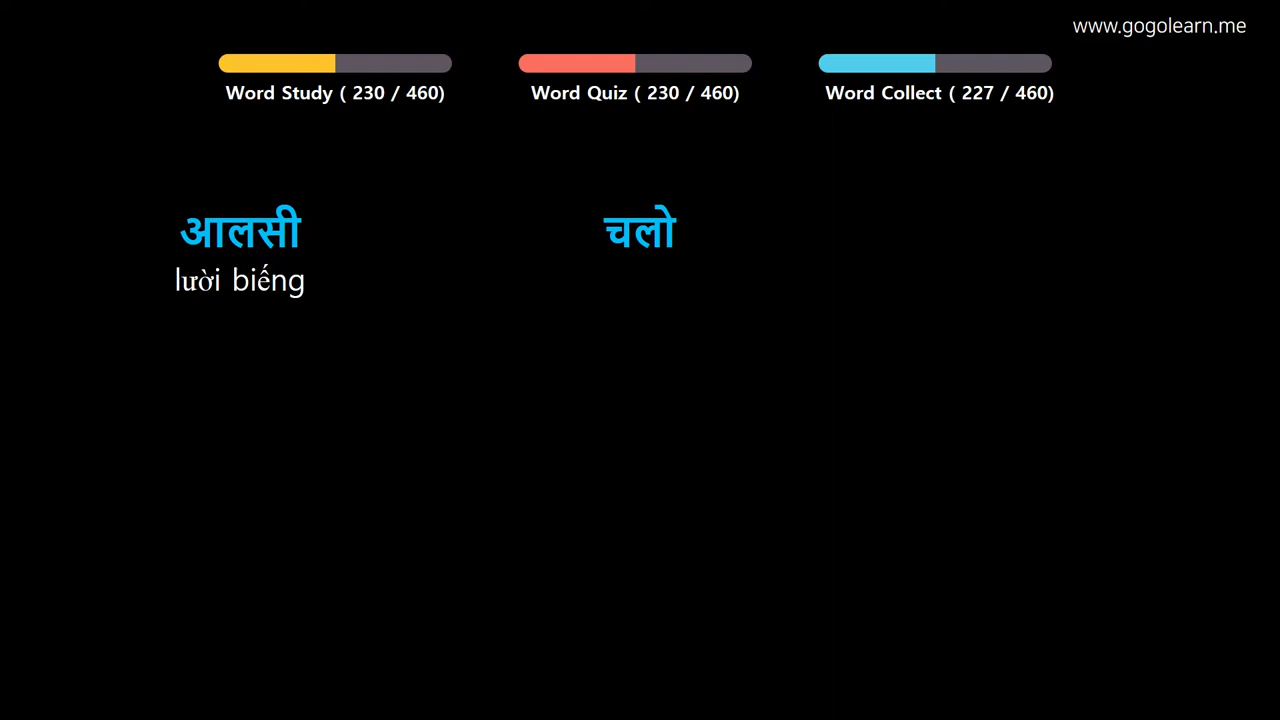 www.gogolearn.me
Word Study ( 230 / 460)
Word Quiz ( 230 / 460)
Word Collect ( 227 / 460)
आलसी
lười biếng
चलो